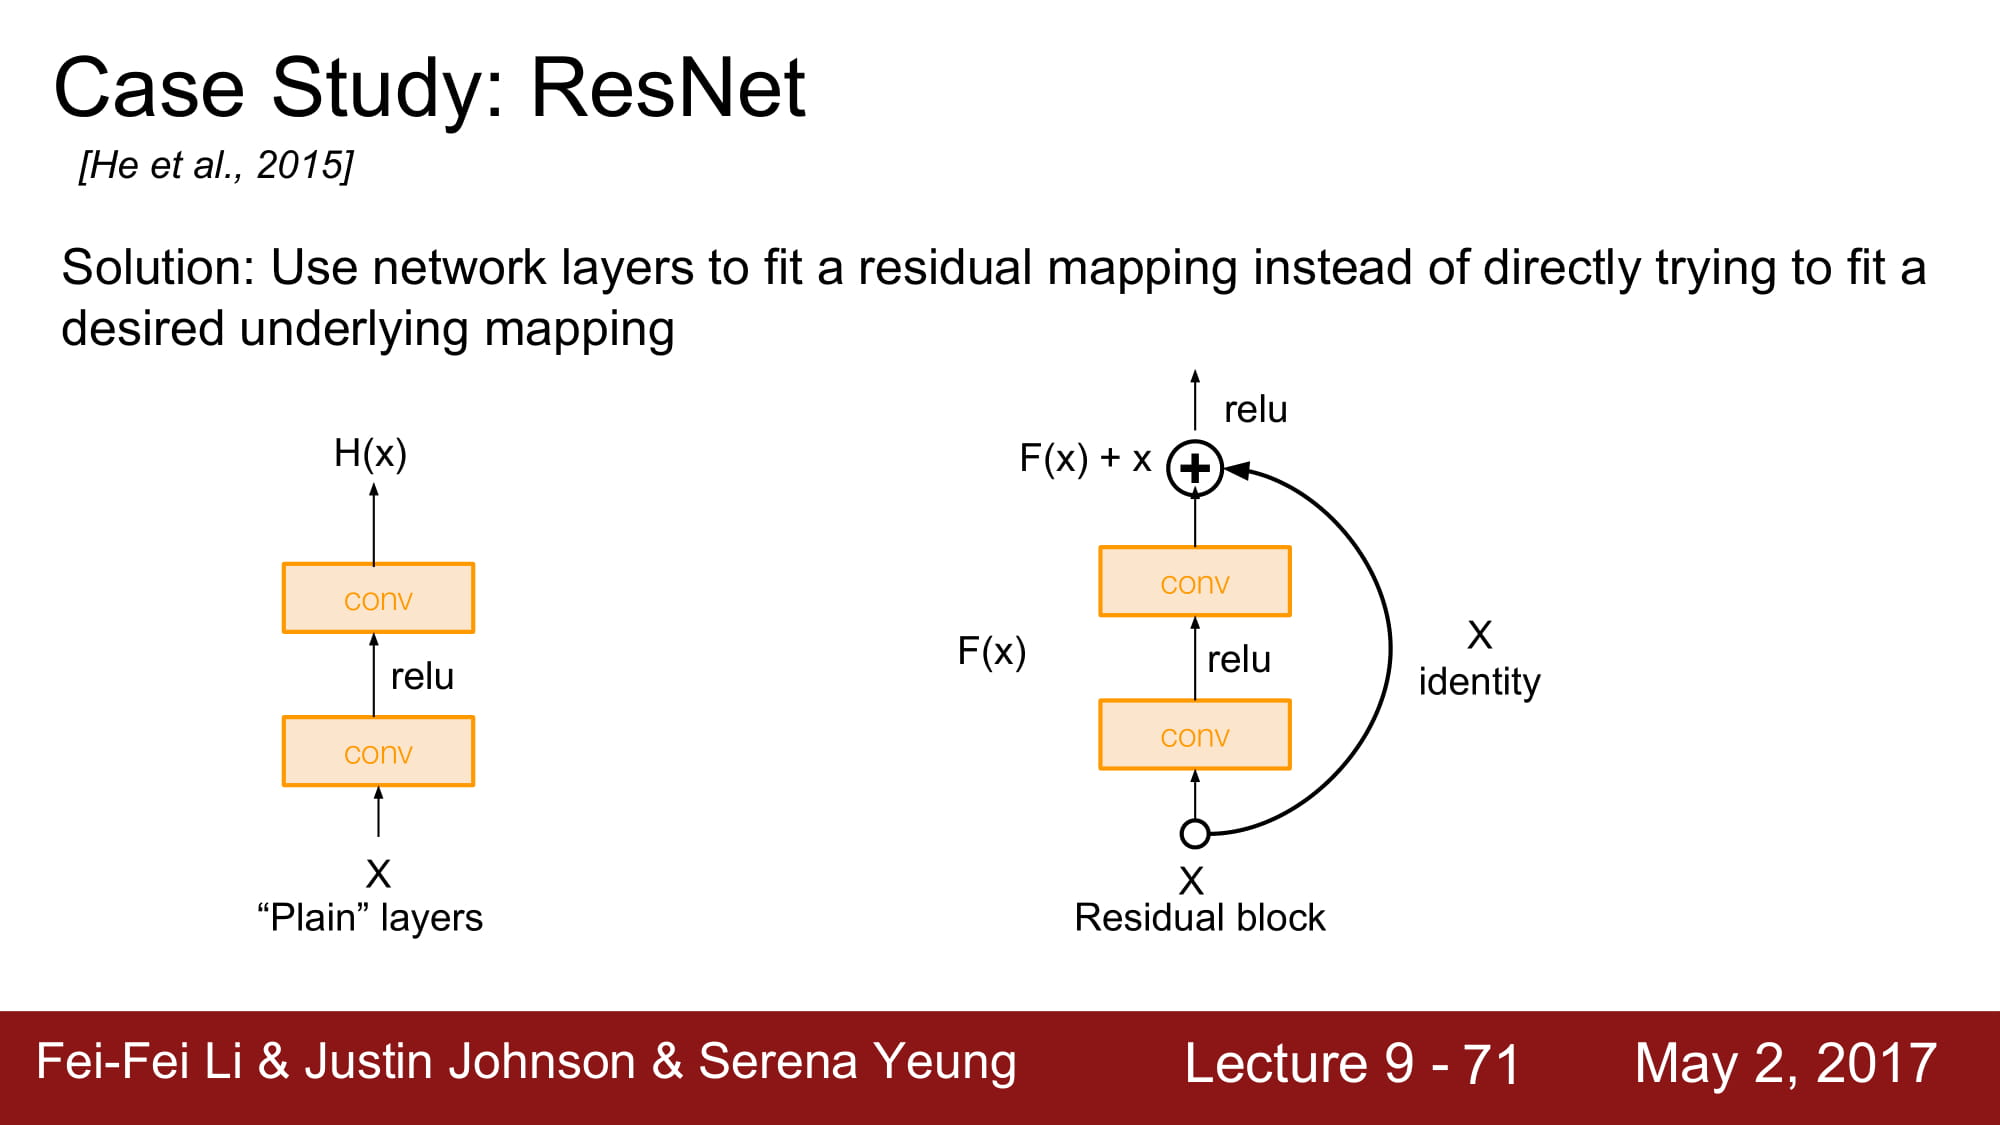 Case Study: ResNet
[He et al., 2015]
Solution: Use network layers to fit a residual mapping instead of directly trying to fit a
desired underlying mapping
H(x)
conv
relu
conv
X
“Plain” layers
relu
F(x) + x
+
conv
F(x)
relu
conv
X
identity
X
Residual block
Fei-Fei Li & Justin Johnson & Serena Yeung
Lecture 9 - 71
May 2, 2017